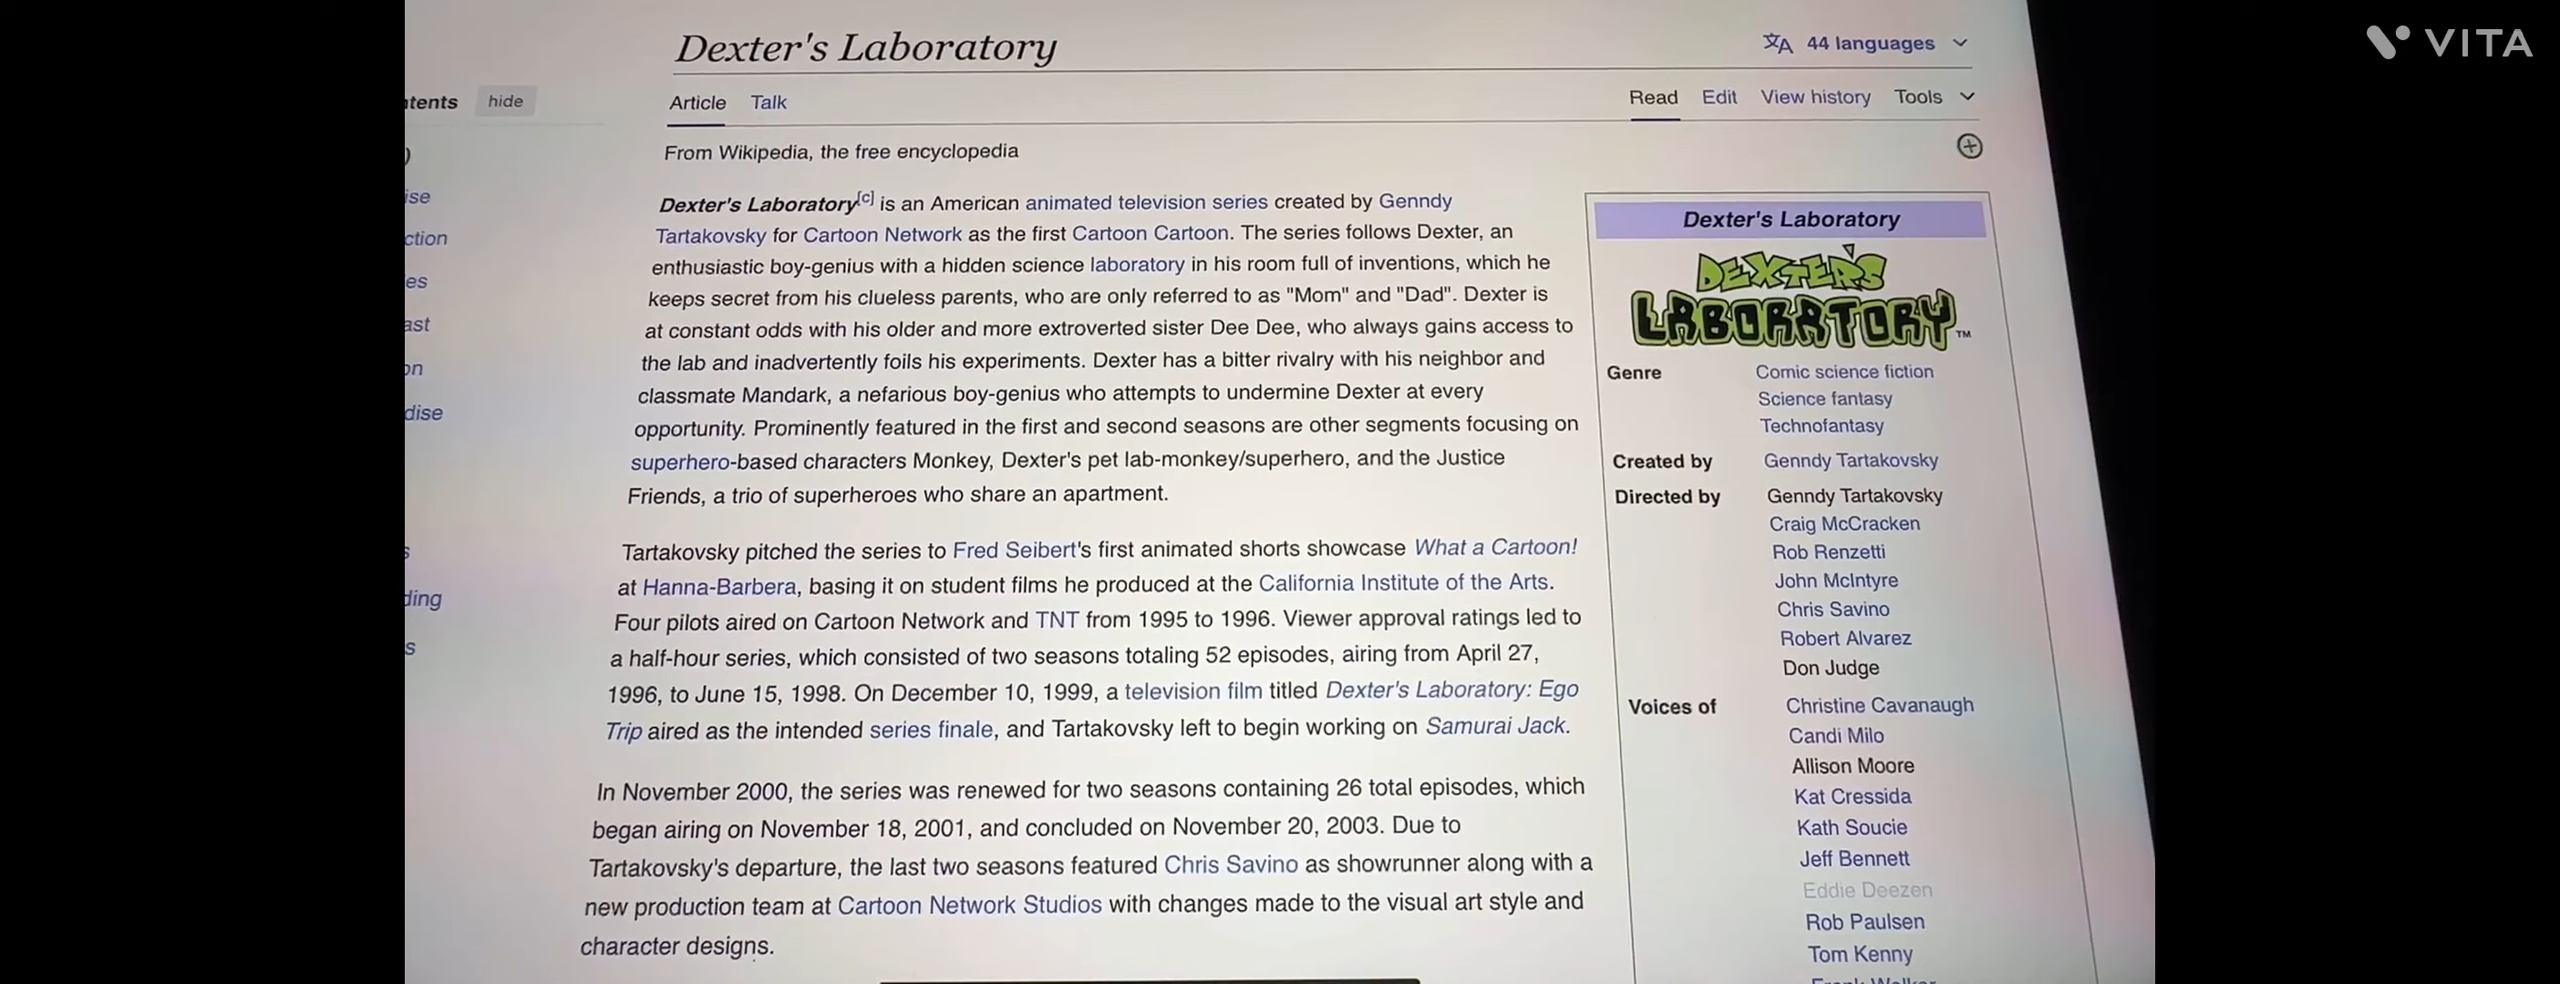 VITA
Dexter's Laboratory
44 languages
ntents hide
Article Talk
Read Edit View history Tools
From Wikipedia, the free encyclopedia
)
ise
ction
es
ast
on
dise
s
ding
s
Dexter's Laboratory[c] is an American animated television series created by Genndy
Tartakovsky for Cartoon Network as the first Cartoon Cartoon. The series follows Dexter, an
enthusiastic boy-genius with a hidden science laboratory in his room full of inventions, which he
keeps secret from his clueless parents, who are only referred to as "Mom" and "Dad". Dexter is
at constant odds with his older and more extroverted sister Dee Dee, who always gains access to
the lab and inadvertently foils his experiments. Dexter has a bitter rivalry with his neighbor and
classmate Mandark, a nefarious boy-genius who attempts to undermine Dexter at every
opportunity. Prominently featured in the first and second seasons are other segments focusing on
superhero-based characters Monkey, Dexter's pet lab-monkey/superhero, and the Justice
Friends, a trio of superheroes who share an apartment.
Tartakovsky pitched the series to Fred Seibert's first animated shorts showcase What a Cartoon!
at Hanna-Barbera, basing it on student films he produced at the California Institute of the Arts.
Four pilots aired on Cartoon Network and TNT from 1995 to 1996. Viewer approval ratings led to
a half-hour series, which consisted of two seasons totaling 52 episodes, airing from April 27,
1996, to June 15, 1998. On December 10, 1999, a television film titled Dexter's Laboratory: Ego
Trip aired as the intended series finale, and Tartakovsky left to begin working on Samurai Jack.
In November 2000, the series was renewed for two seasons containing 26 total episodes, which
began airing on November 18, 2001, and concluded on November 20, 2003. Due to
Tartakovsky's departure, the last two seasons featured Chris Savino as showrunner along with a
new production team at Cartoon Network Studios with changes made to the visual art style and
character designs.
Dexter's Laboratory
DEXTER'S
LABORATORY™
Genre Comic science fiction
Science fantasy
Technofantasy
Created by Genndy Tartakovsky
Directed by Genndy Tartakovsky
Craig McCracken
Rob Renzetti
John McIntyre
Chris Savino
Robert Alvarez
Don Judge
Voices of Christine Cavanaugh
Candi Milo
Allison Moore
Kat Cressida
Kath Soucie
Jeff Bennett
Eddie Deezen
Rob Paulsen
Tom Kenny